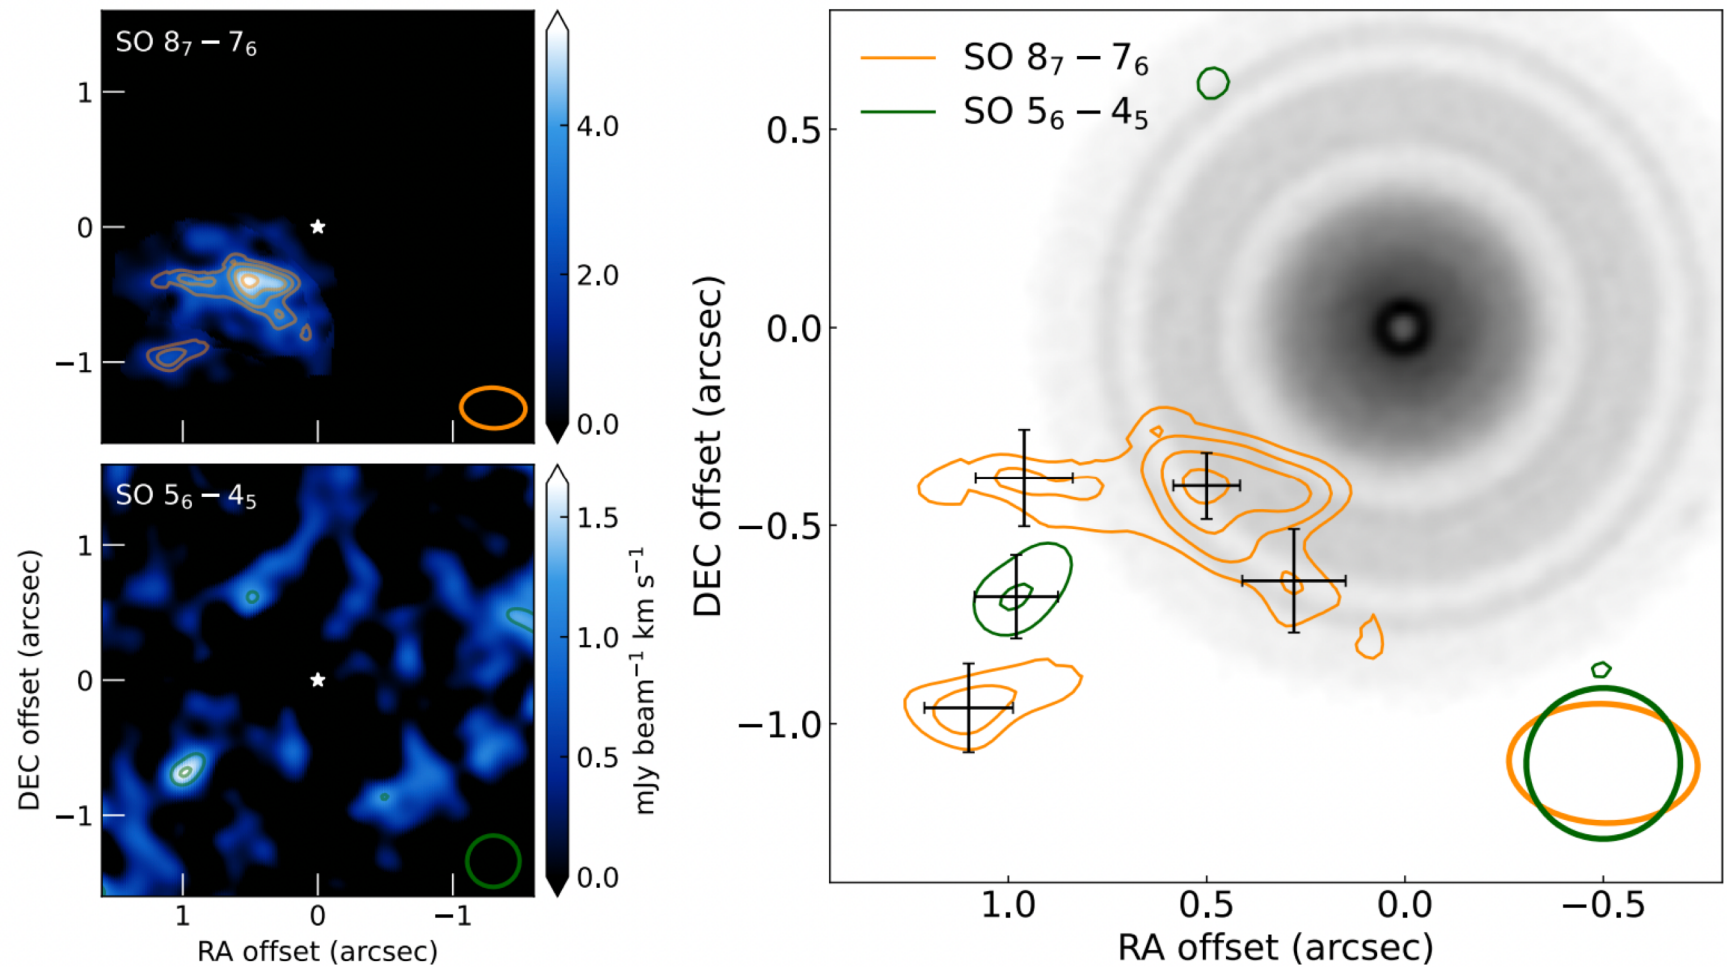 SO 8₇ − 7₆
1
0
−1
4.0
2.0
0.0
SO 5₆ − 4₅
1
0
−1
1
0
−1
DEC offset (arcsec)
RA offset (arcsec)
1.5
1.0
0.5
0.0
mJy beam⁻¹ km s⁻¹
SO 8₇ − 7₆
SO 5₆ − 4₅
0.5
0.0
−0.5
−1.0
DEC offset (arcsec)
1.0
0.5
0.0
−0.5
RA offset (arcsec)